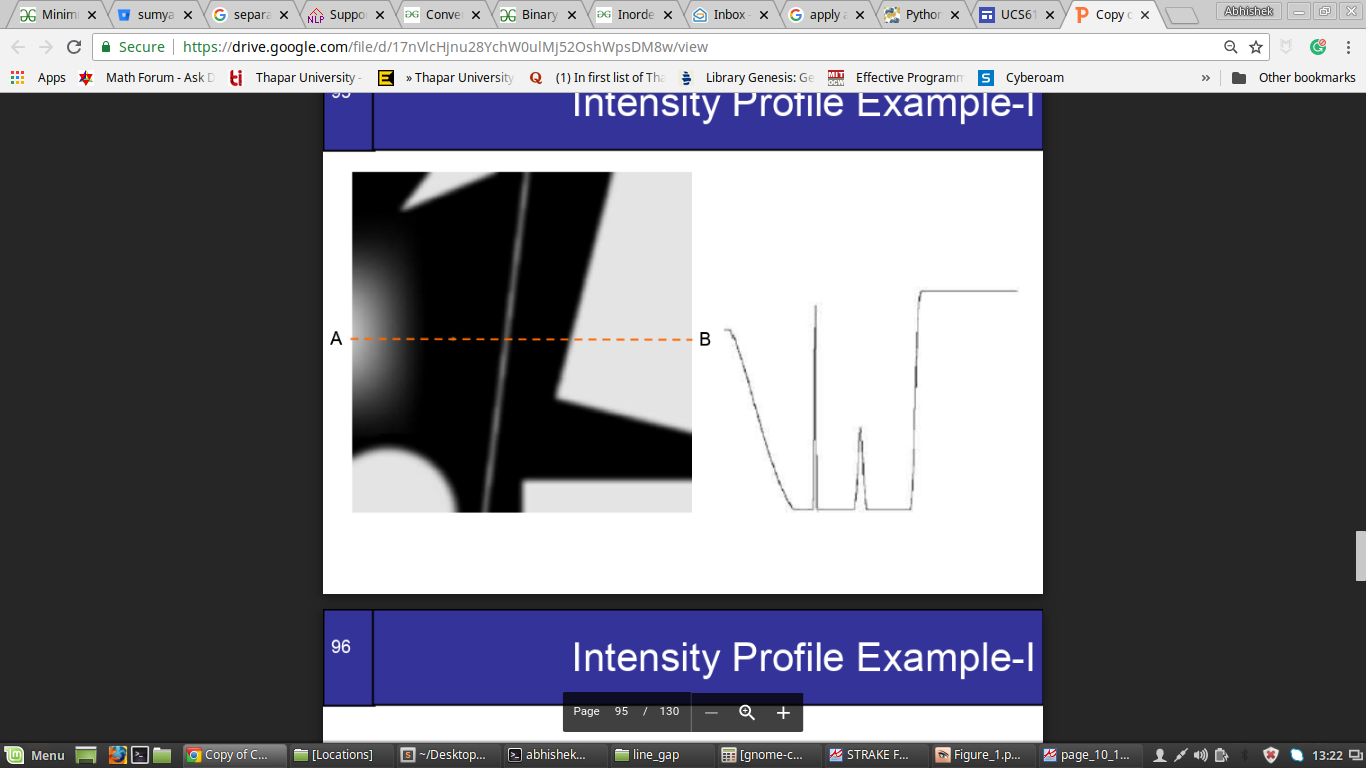 Minim
sumya
separa
Suppo
Conve
Binary
Inorde
Inbox -
apply a
Python
UCS61
Copy o
Abhishek
Secure
https://drive.google.com/file/d/17nVlcHjnu28YchW0ulMj52OshWpsDM8w/view
Apps
Math Forum - Ask D
Thapar University -
» Thapar University
(1) In first list of Tha
Library Genesis: Ge
Effective Programm
Cyberoam
»
Other bookmarks
95 Intensity Profile Example-I
A
B
96 Intensity Profile Example-I
Page 95 / 130
Menu
Copy of C...
[Locations]
~/Desktop...
abhishek...
line_gap
[gnome-c...
STRAKE F...
Figure_1.p...
page_10_1...
13:22